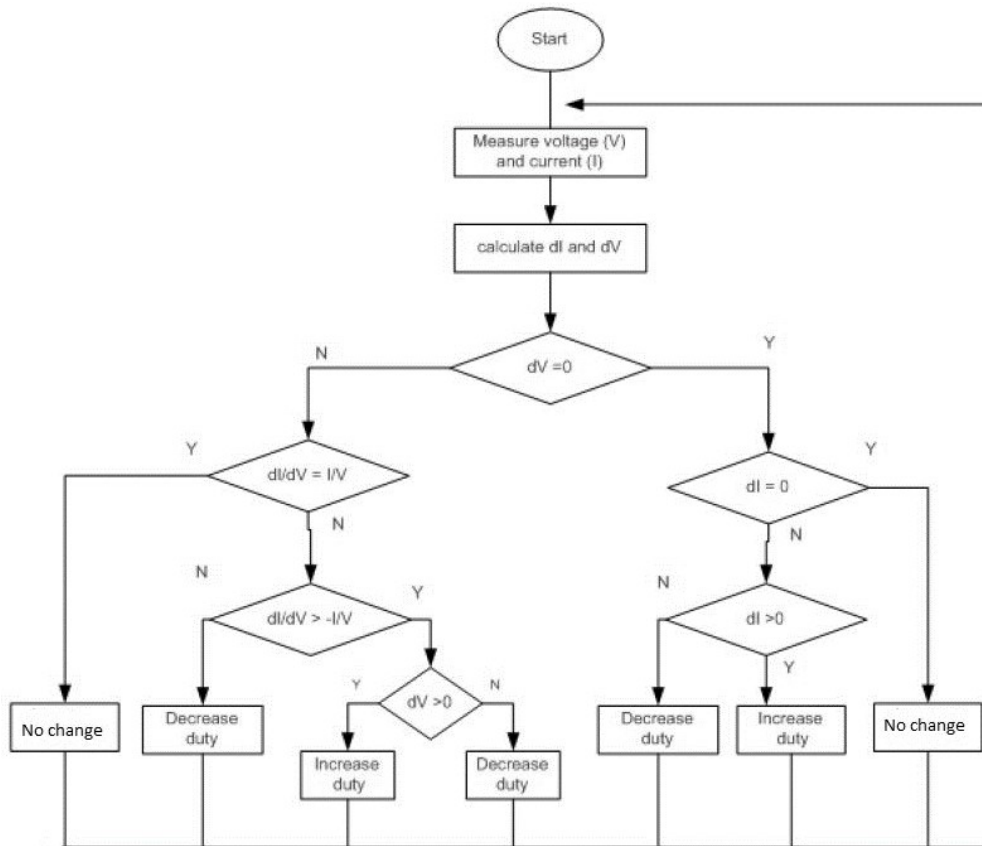 Start
Measure voltage (V)
and current (I)
calculate dI and dV
N
dV =0
Y
Y
dI/dV = I/V
N
dI = 0
Y
N
N
dI/dV > -I/V
Y
N
dI >0
Y
Y
dV >0
N
No change
Decrease
duty
Increase
duty
Decrease
duty
Decrease
duty
Increase
duty
No change